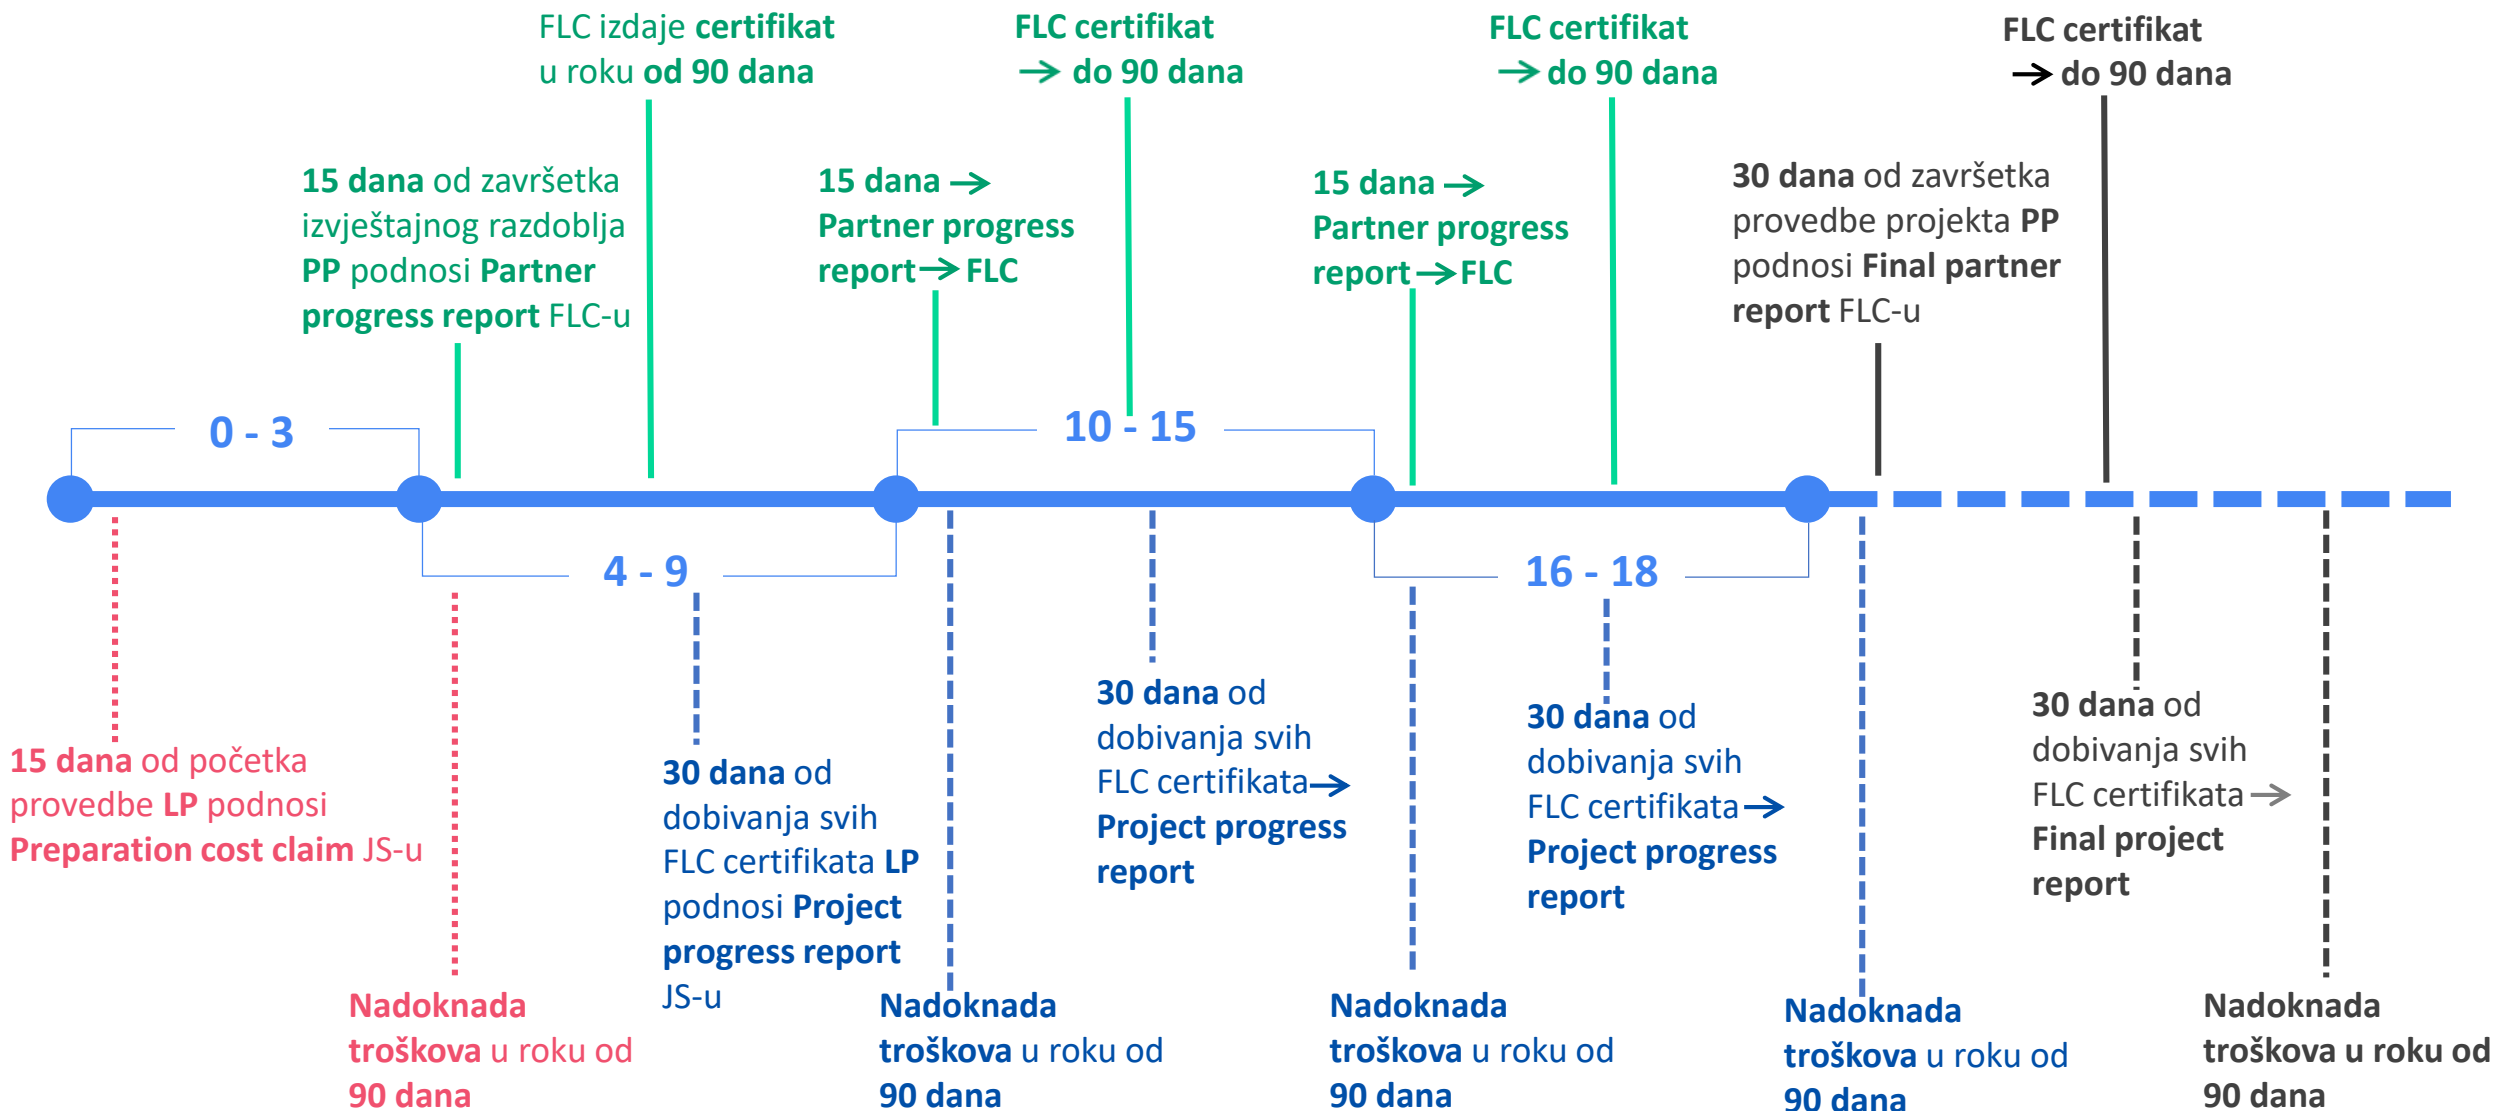 FLC izdaje certifikat
u roku od 90 dana
FLC certifikat
→ do 90 dana
FLC certifikat
→ do 90 dana
FLC certifikat
→ do 90 dana
15 dana od završetka
izvještajnog razdoblja
PP podnosi Partner
progress report FLC-u
15 dana →
Partner progress
report → FLC
15 dana →
Partner progress
report → FLC
30 dana od završetka
provedbe projekta PP
podnosi Final partner
report FLC-u
0 - 3
10 - 15
4 - 9
16 - 18
15 dana od početka
provedbe LP podnosi
Preparation cost claim JS-u
Nadoknada
troškova u roku od
90 dana
30 dana od
dobivanja svih
FLC certifikata LP
podnosi Project
progress report
JS-u
Nadoknada
troškova u roku od
90 dana
30 dana od
dobivanja svih
FLC certifikata →
Project progress
report
Nadoknada
troškova u roku od
90 dana
30 dana od
dobivanja svih
FLC certifikata →
Project progress
report
Nadoknada
troškova u roku od
90 dana
30 dana od
dobivanja svih
FLC certifikata →
Final project
report
Nadoknada
troškova u roku od
90 dana